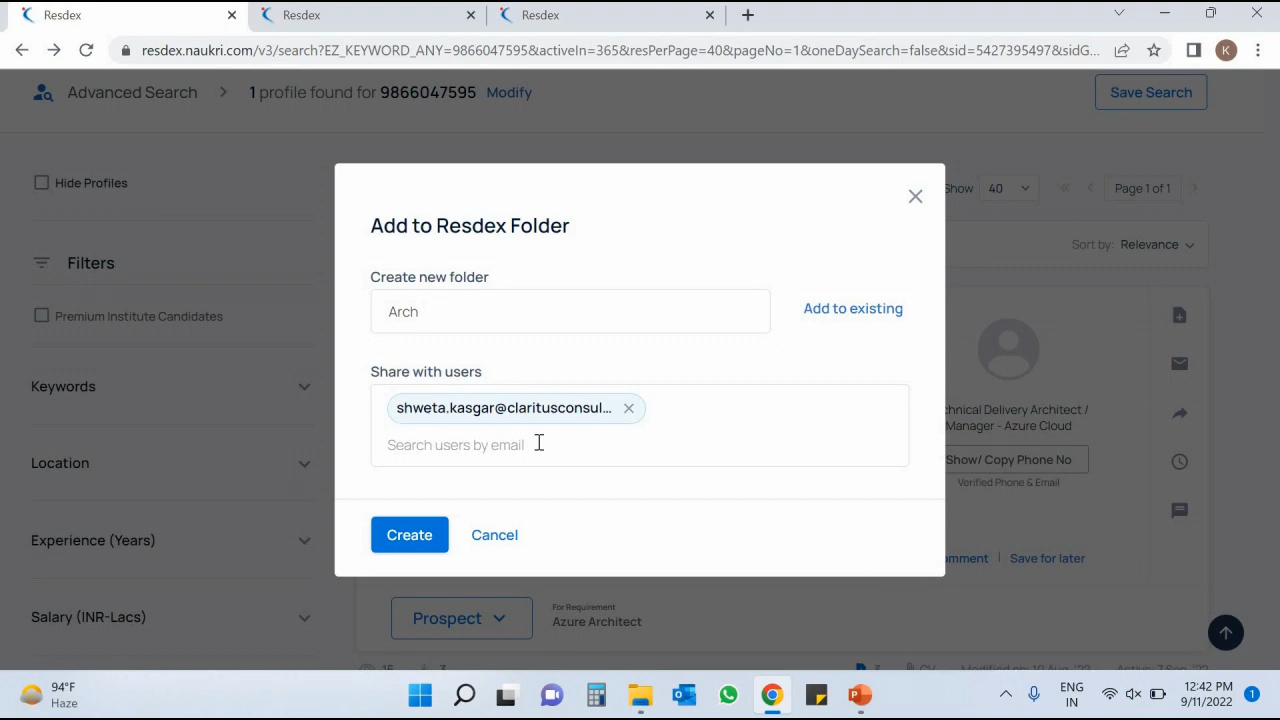 Resdex
Resdex
Resdex
resdex.naukri.com/v3/search?EZ_KEYWORD_ANY=9866047595&activeIn=365&resPerPage=40&pageNo=1&oneDaySearch=false&sid=5427395497&sidG...
K
Advanced Search > 1 profile found for 9866047595 Modify
Save Search
Hide Profiles
Show 40
Page 1 of 1
Filters
Sort by: Relevance
Premium Institute Candidates
Keywords
Location
Experience (Years)
Salary (INR-Lacs)
Add to Resdex Folder
Create new folder
Arch
Add to existing
Share with users
shweta.kasgar@claritusconsul...
Search users by email
Create
Cancel
chnical Delivery Architect /
Manager - Azure Cloud
Show/ Copy Phone No
Verified Phone & Email
omment | Save for later
Prospect
For Requirement
Azure Architect
94°F
Haze
ENG
IN
12:42 PM
9/11/2022
1